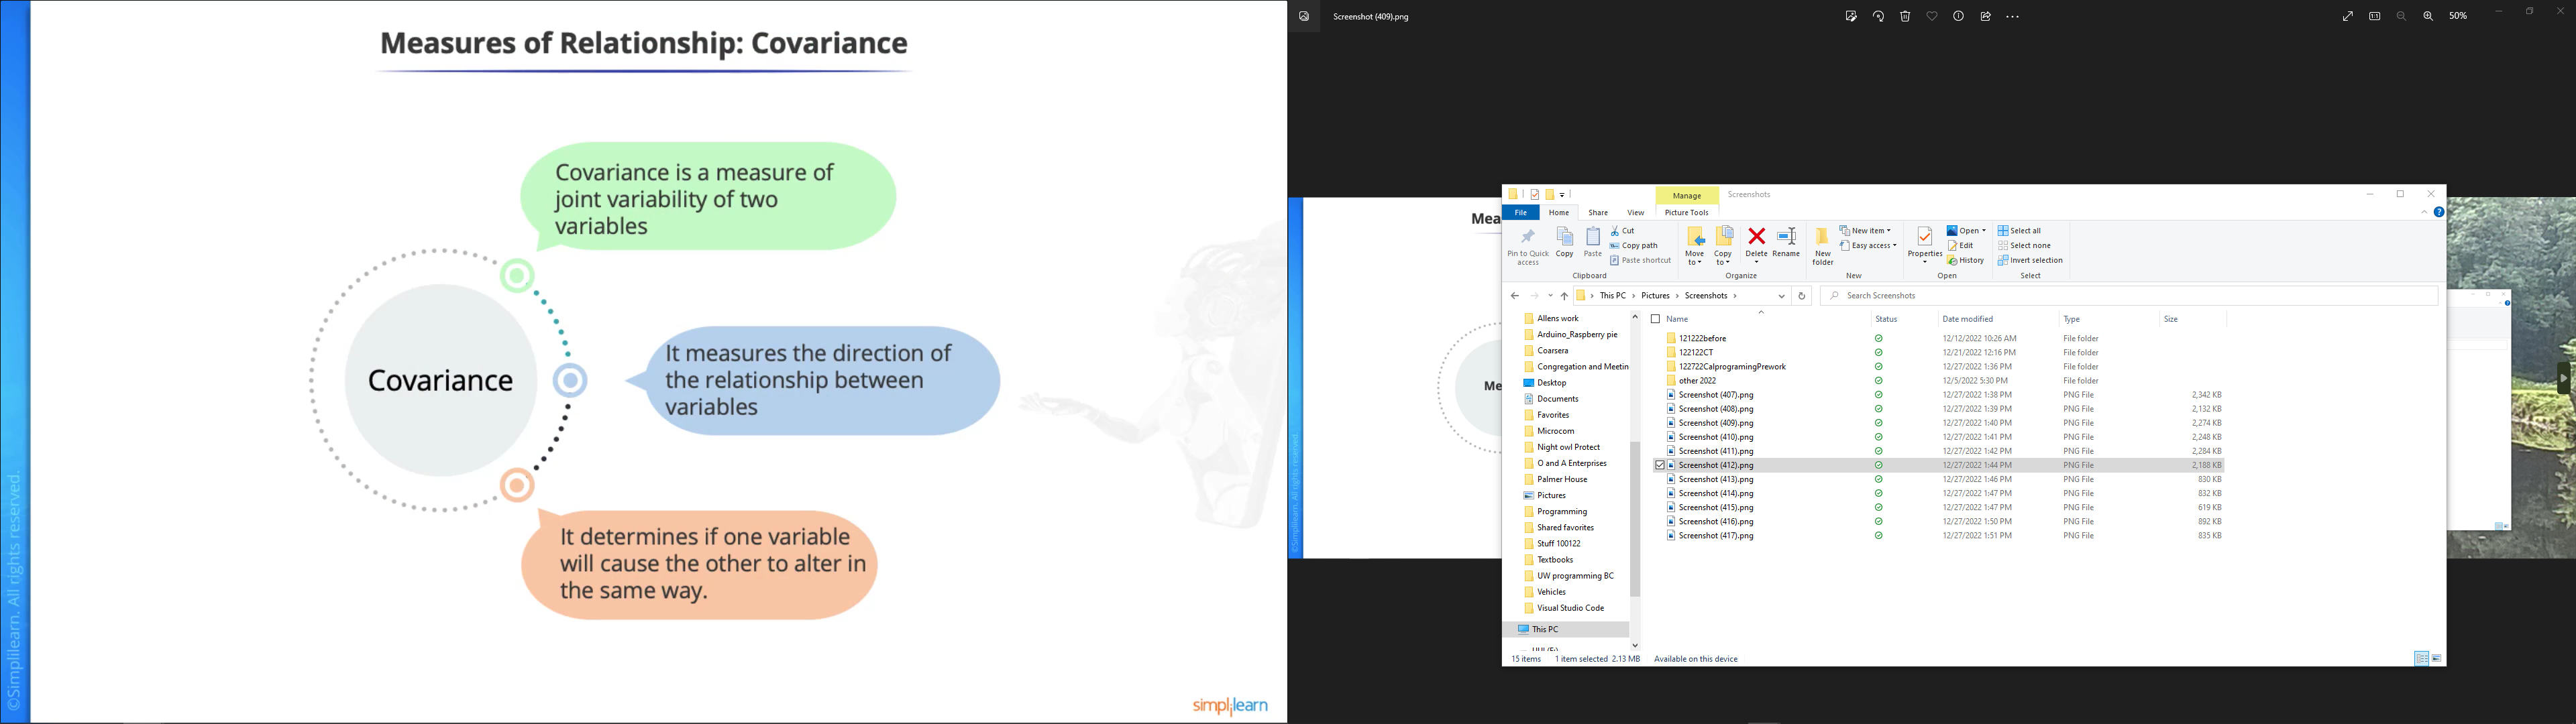 Measures of Relationship: Covariance
Covariance is a measure of
joint variability of two
variables
Covariance
It measures the direction of
the relationship between
variables
It determines if one variable
will cause the other to alter in
the same way.
©Simplilearn. All rights reserved.
simplilearn
Screenshot (409).png
50%
Mea
Me
©Simplilearn. All rights reserved.
Manage
Screenshots
File
Home
Share
View
Picture Tools
Pin to Quick
access
Copy
Paste
Cut
Copy path
Paste shortcut
Clipboard
Move
to
Copy
to
Delete
Rename
Organize
New
folder
New item
Easy access
New
Properties
Open
Edit
History
Open
Select all
Select none
Invert selection
Select
This PC > Pictures > Screenshots >
Search Screenshots
Allens work
Arduino_Raspberry pie
Coarsera
Congregation and Meetin
Desktop
Documents
Favorites
Microcom
Night owl Protect
O and A Enterprises
Palmer House
Pictures
Programming
Shared favorites
Stuff 100122
Textbooks
UW programming BC
Vehicles
Visual Studio Code
This PC
Name Status Date modified Type Size
121222before 12/12/2022 10:26 AM File folder
122122CT 12/21/2022 12:16 PM File folder
122722CalprogramingPrework 12/27/2022 1:36 PM File folder
other 2022 12/5/2022 5:30 PM File folder
Screenshot (407).png 12/27/2022 1:38 PM PNG File 2,342 KB
Screenshot (408).png 12/27/2022 1:39 PM PNG File 2,132 KB
Screenshot (409).png 12/27/2022 1:40 PM PNG File 2,274 KB
Screenshot (410).png 12/27/2022 1:41 PM PNG File 2,248 KB
Screenshot (411).png 12/27/2022 1:42 PM PNG File 2,284 KB
Screenshot (412).png 12/27/2022 1:44 PM PNG File 2,188 KB
Screenshot (413).png 12/27/2022 1:46 PM PNG File 830 KB
Screenshot (414).png 12/27/2022 1:47 PM PNG File 832 KB
Screenshot (415).png 12/27/2022 1:47 PM PNG File 619 KB
Screenshot (416).png 12/27/2022 1:50 PM PNG File 892 KB
Screenshot (417).png 12/27/2022 1:51 PM PNG File 835 KB
15 items 1 item selected 2.13 MB Available on this device